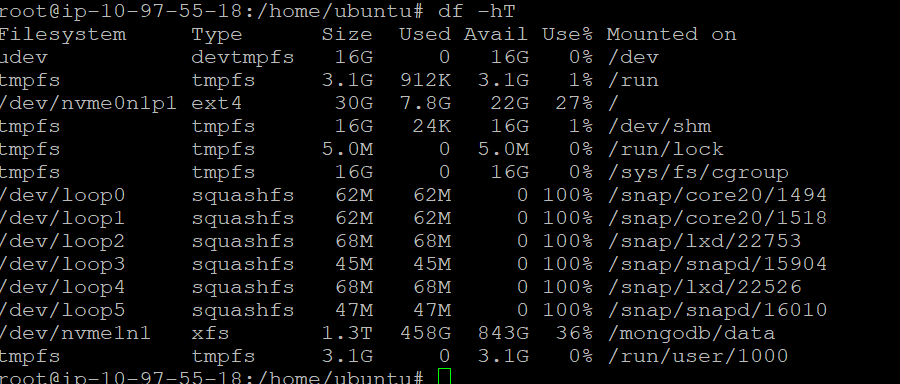 root@ip-10-97-55-18:/home/ubuntu# df -hT
Filesystem     Type      Size  Used Avail Use% Mounted on
udev           devtmpfs   16G     0   16G   0% /dev
tmpfs          tmpfs     3.1G  912K  3.1G   1% /run
/dev/nvme0n1p1 ext4       30G  7.8G   22G  27% /
tmpfs          tmpfs      16G   24K   16G   1% /dev/shm
tmpfs          tmpfs     5.0M     0  5.0M   0% /run/lock
tmpfs          tmpfs      16G     0   16G   0% /sys/fs/cgroup
/dev/loop0     squashfs   62M   62M     0 100% /snap/core20/1494
/dev/loop1     squashfs   62M   62M     0 100% /snap/core20/1518
/dev/loop2     squashfs   68M   68M     0 100% /snap/lxd/22753
/dev/loop3     squashfs   45M   45M     0 100% /snap/snapd/15904
/dev/loop4     squashfs   68M   68M     0 100% /snap/lxd/22526
/dev/loop5     squashfs   47M   47M     0 100% /snap/snapd/16010
/dev/nvme1n1   xfs       1.3T  458G  843G  36% /mongodb/data
tmpfs          tmpfs     3.1G     0  3.1G   0% /run/user/1000
root@ip-10-97-55-18:/home/ubuntu#